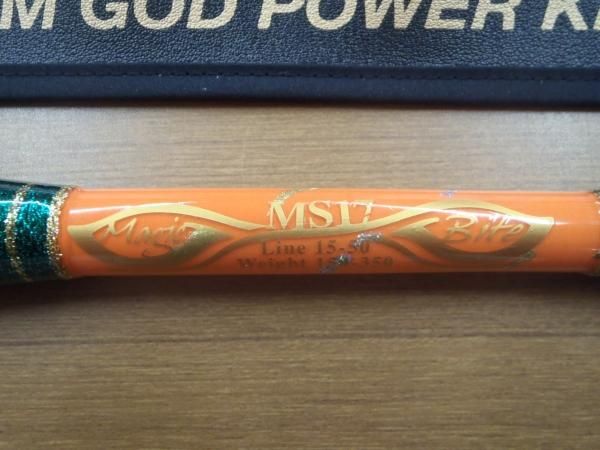 M GOD POWER K
Magic MS17 Bite
Line 15-50
Weight